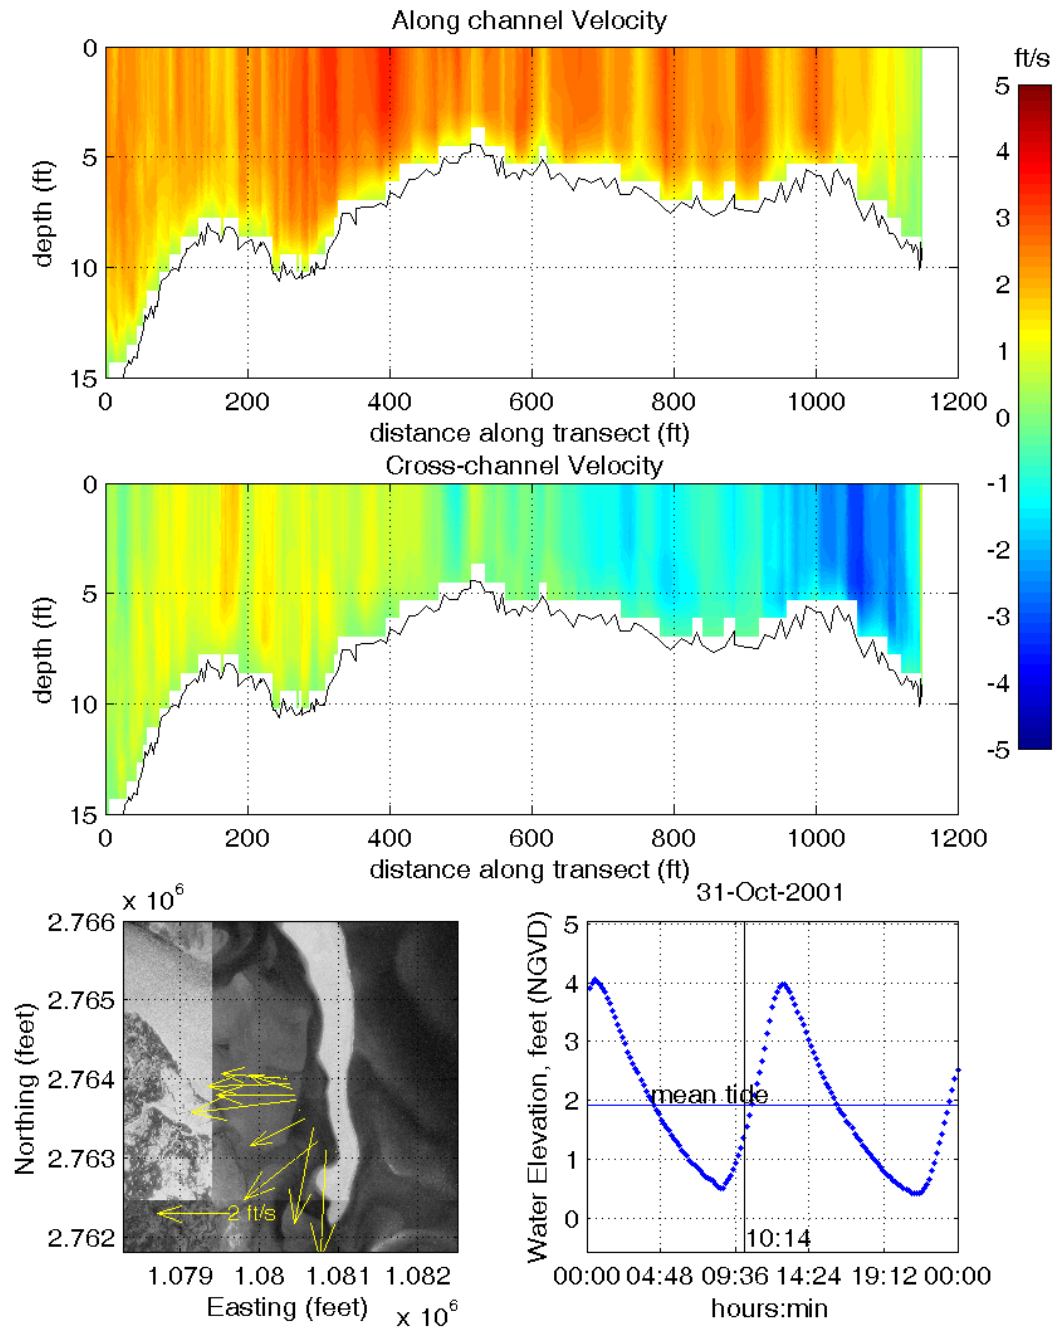 Along channel Velocity
ft/s
0
5
10
15
depth (ft)
0 200 400 600 800 1000 1200
distance along transect (ft)
5
4
3
2
1
0
-1
-2
-3
-4
-5
Cross-channel Velocity
0
5
10
15
depth (ft)
0 200 400 600 800 1000 1200
distance along transect (ft)
x 10^6
2.766
2.765
2.764
2.763
2.762
Northing (feet)
2 ft/s
1.079 1.08 1.081 1.082
Easting (feet)
x 10^6
31-Oct-2001
5
4
3
2
1
0
Water Elevation, feet (NGVD)
mean tide
10:14
00:00 04:48 09:36 14:24 19:12 00:00
hours:min